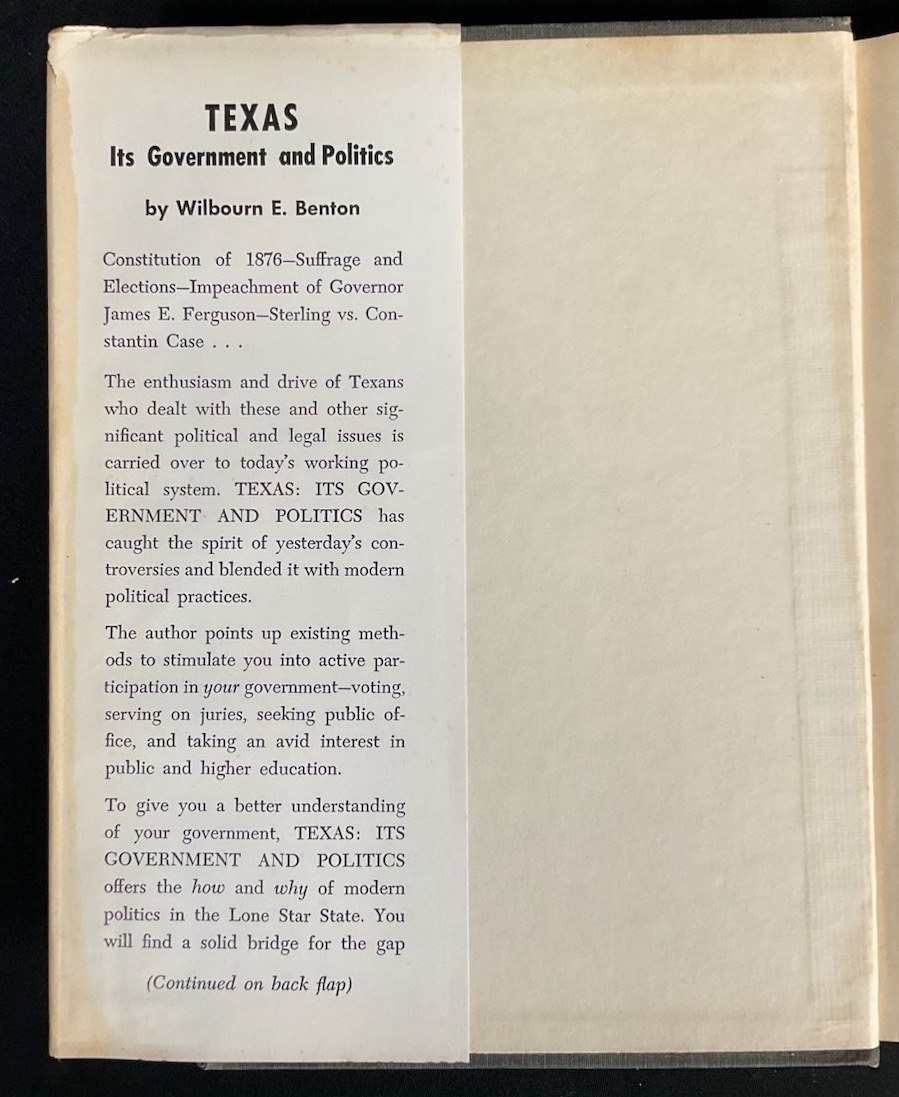 TEXAS
Its Government and Politics
by Wilbourn E. Benton
Constitution of 1876—Suffrage and
Elections—Impeachment of Governor
James E. Ferguson—Sterling vs. Con-
stantin Case . . .
The enthusiasm and drive of Texans
who dealt with these and other sig-
nificant political and legal issues is
carried over to today's working po-
litical system. TEXAS: ITS GOV-
ERNMENT AND POLITICS has
caught the spirit of yesterday's con-
troversies and blended it with modern
political practices.
The author points up existing meth-
ods to stimulate you into active par-
ticipation in your government—voting,
serving on juries, seeking public of-
fice, and taking an avid interest in
public and higher education.
To give you a better understanding
of your government, TEXAS: ITS
GOVERNMENT AND POLITICS
offers the how and why of modern
politics in the Lone Star State. You
will find a solid bridge for the gap
(Continued on back flap)